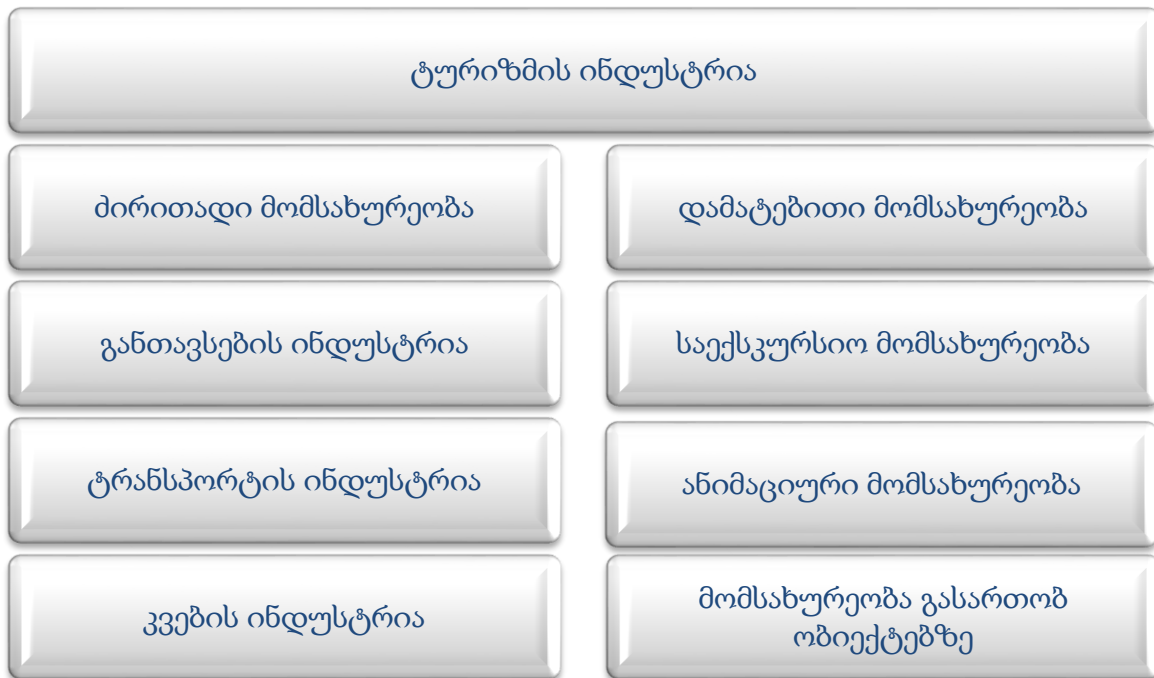 ტურიზმის ინდუსტრია
ძირითადი მომსახურეობა
დამატებითი მომსახურეობა
განთავსების ინდუსტრია
საექსკურსიო მომსახურეობა
ტრანსპორტის ინდუსტრია
ანიმაციური მომსახურეობა
კვების ინდუსტრია
მომსახურეობა გასართობ
ობიექტებზე